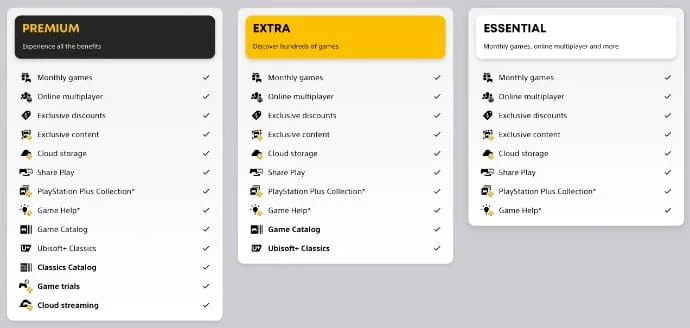 PREMIUM
Experience all the benefits
Monthly games
Online multiplayer
Exclusive discounts
Exclusive content
Cloud storage
Share Play
PlayStation Plus Collection*
Game Help*
Game Catalog
Ubisoft+ Classics
Classics Catalog
Game trials
Cloud streaming
EXTRA
Discover hundreds of games
Monthly games
Online multiplayer
Exclusive discounts
Exclusive content
Cloud storage
Share Play
PlayStation Plus Collection*
Game Help*
Game Catalog
Ubisoft+ Classics
ESSENTIAL
Monthly games, online multiplayer and more
Monthly games
Online multiplayer
Exclusive discounts
Exclusive content
Cloud storage
Share Play
PlayStation Plus Collection*
Game Help*